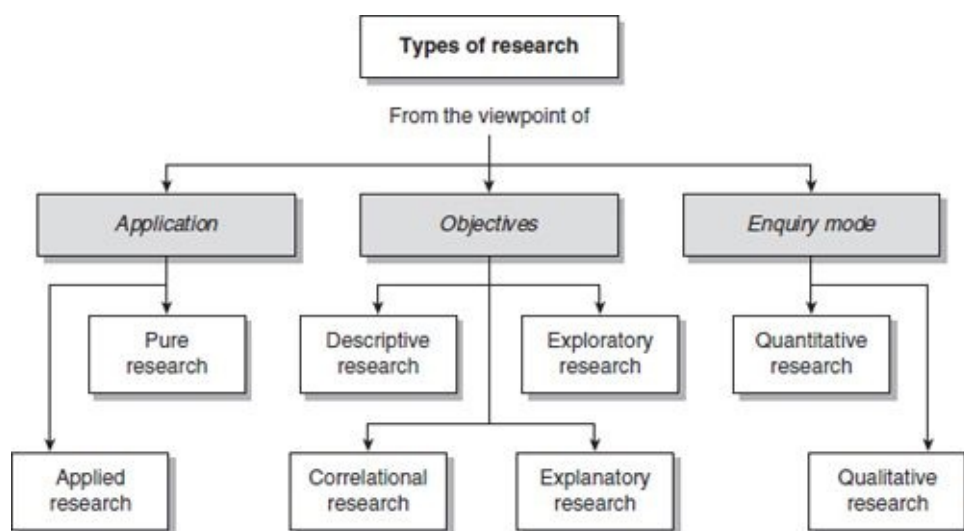 Types of research
From the viewpoint of
Application
Objectives
Enquiry mode
Pure
research
Descriptive
research
Exploratory
research
Quantitative
research
Applied
research
Correlational
research
Explanatory
research
Qualitative
research